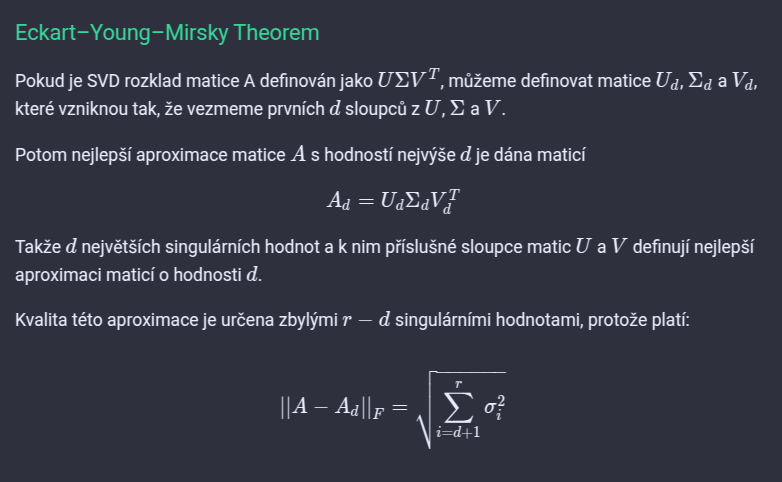 Eckart–Young–Mirsky Theorem
Pokud je SVD rozklad matice A definován jako $U\Sigma V^T$, můžeme definovat matice $U_d$, $\Sigma_d$ a $V_d$,
které vzniknou tak, že vezmeme prvních $d$ sloupců z $U$, $\Sigma$ a $V$.
Potom nejlepší aproximace matice $A$ s hodností nejvýše $d$ je dána maticí
$A_d = U_d \Sigma_d V_d^T$
Takže $d$ největších singulárních hodnot a k nim příslušné sloupce matic $U$ a $V$ definují nejlepší
aproximaci maticí o hodnosti $d$.
Kvalita této aproximace je určena zbylými $r - d$ singulárními hodnotami, protože platí:
$||A - A_d||_F = \sqrt{\sum_{i=d+1}^{r} \sigma_i^2}$